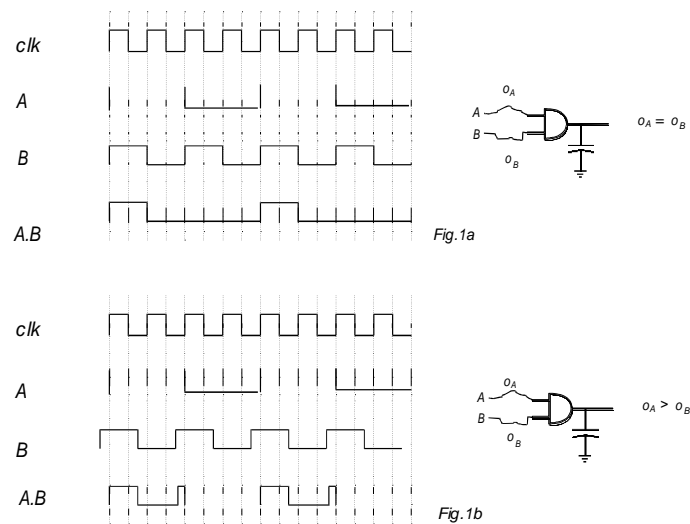 clk
A
B
A.B
o_A
A
B
o_B
o_A = o_B
Fig.1a
clk
A
B
A.B
o_A
A
B
o_B
o_A > o_B
Fig.1b